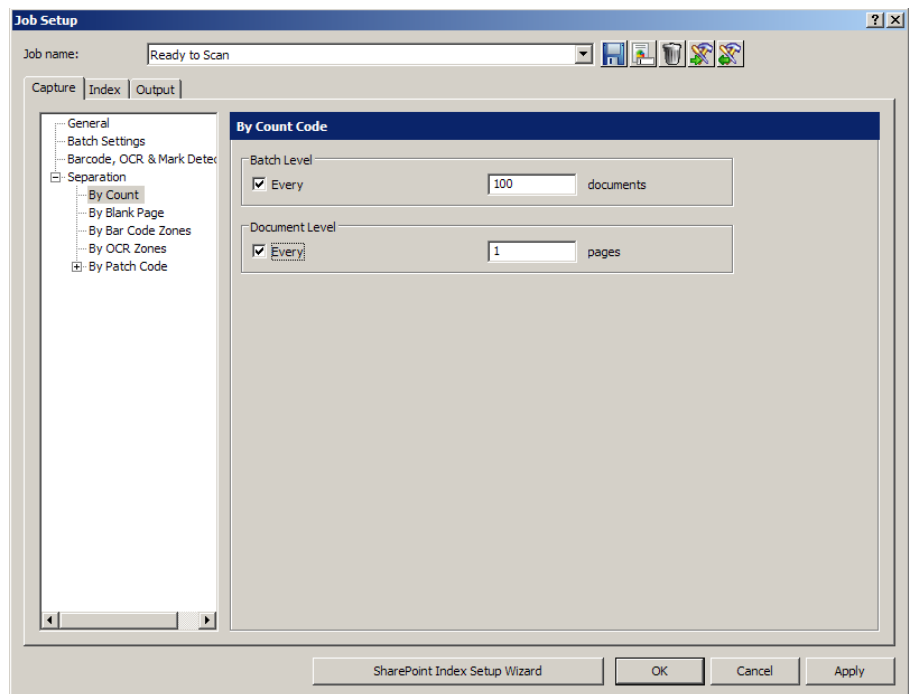 Job Setup
Job name: Ready to Scan
Capture Index Output
General
Batch Settings
Barcode, OCR & Mark Detec
Separation
By Count
By Blank Page
By Bar Code Zones
By OCR Zones
By Patch Code
By Count Code
Batch Level
Every 100 documents
Document Level
Every 1 pages
SharePoint Index Setup Wizard OK Cancel Apply